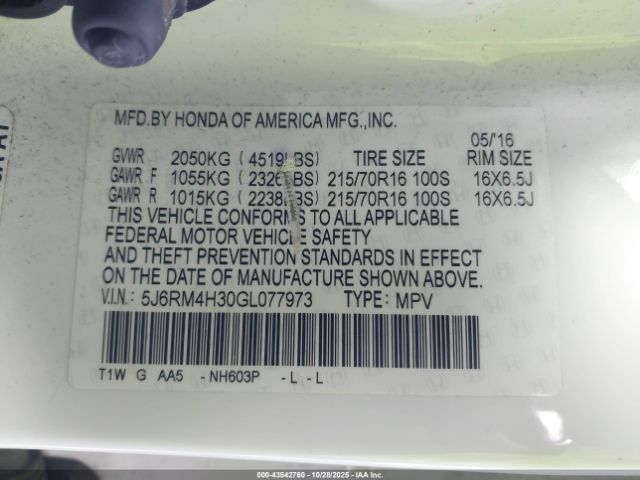 MFD.BY HONDA OF AMERICA MFG.,INC.
05/'16
GVWR 2050KG ( 4519LBS) TIRE SIZE RIM SIZE
GAWR F 1055KG ( 2326LBS) 215/70R16 100S 16X6.5J
GAWR R 1015KG ( 2238LBS) 215/70R16 100S 16X6.5J
THIS VEHICLE CONFORMS TO ALL APPLICABLE
FEDERAL MOTOR VEHICLE SAFETY
AND THEFT PREVENTION STANDARDS IN EFFECT
ON THE DATE OF MANUFACTURE SHOWN ABOVE.
V.I.N.: 5J6RM4H30GL077973 TYPE: MPV
T1W G AA5 -NH603P -L -L
000-43542760 | 10/28/2025 | IAA Inc.